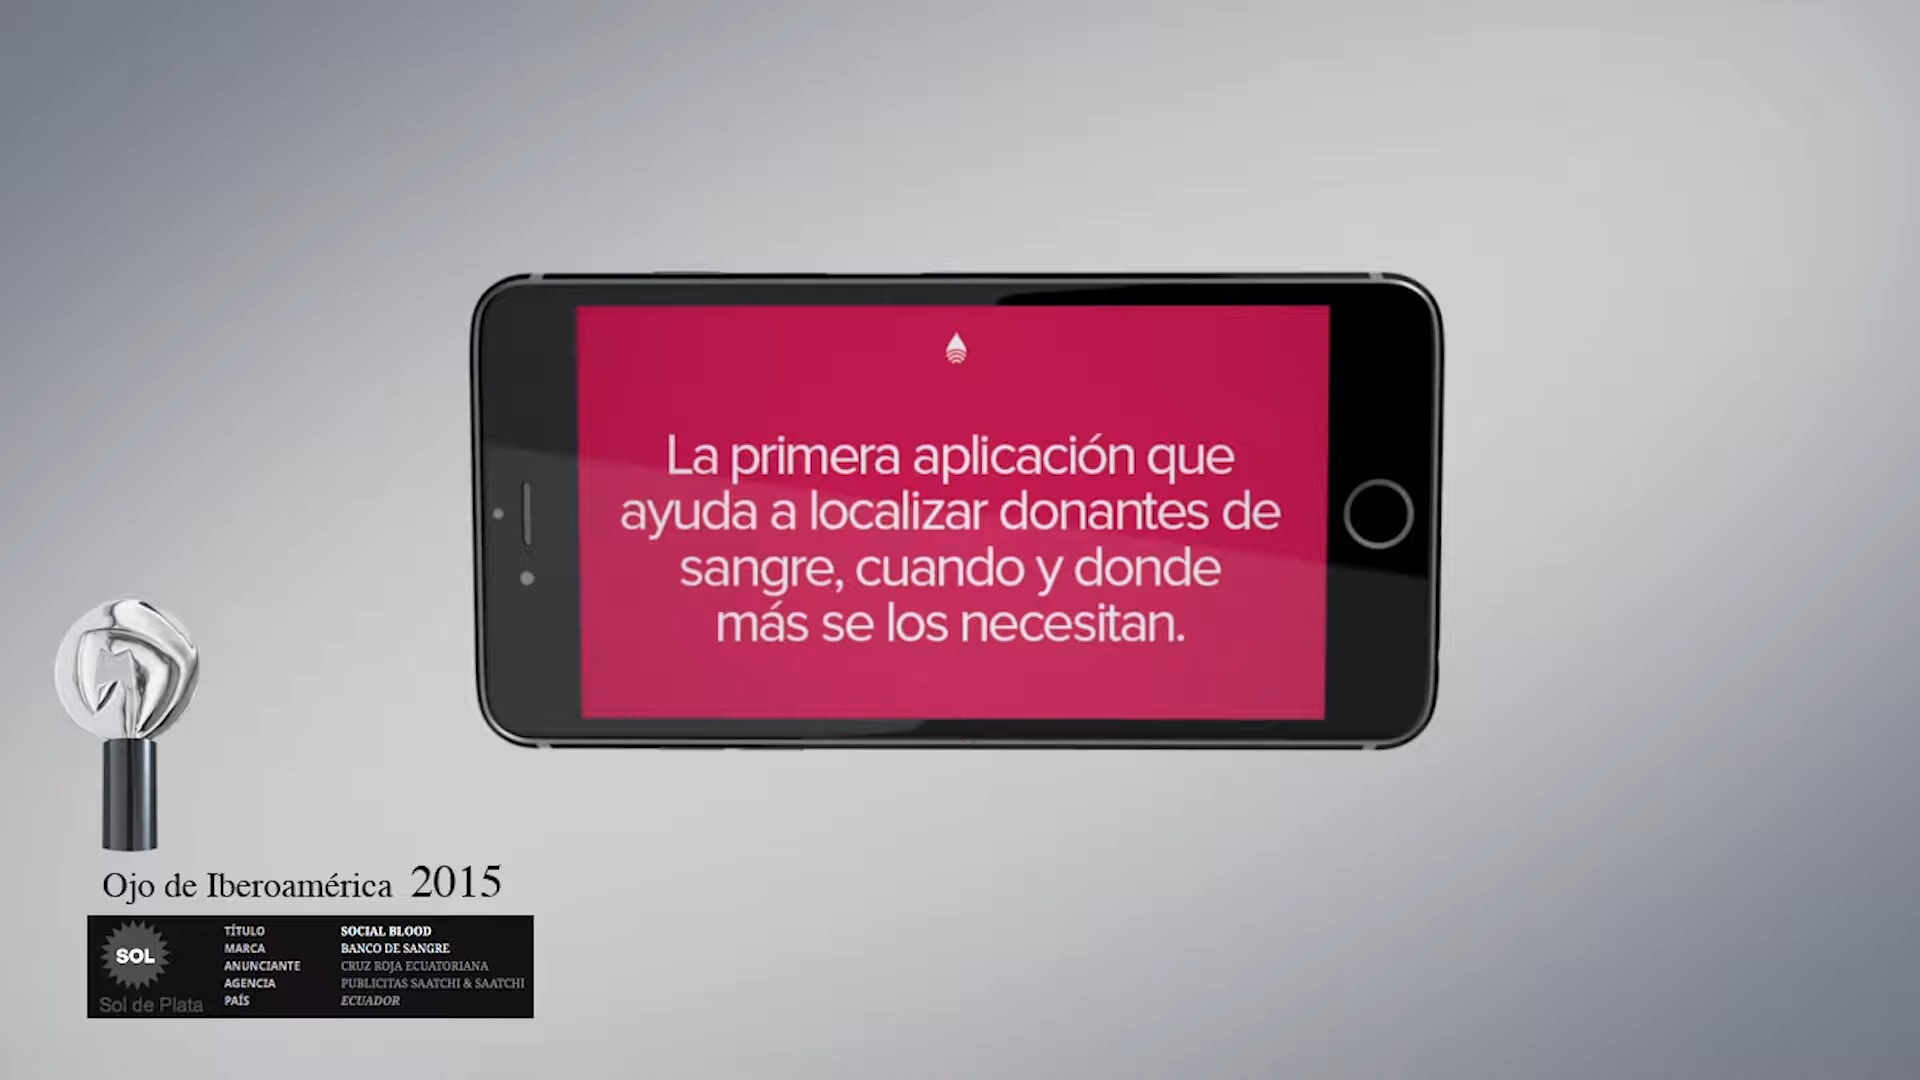 La primera aplicación que
ayuda a localizar donantes de
sangre, cuando y donde
más se los necesitan.
Ojo de Iberoamérica 2015
SOL
Sol de Plata
TÍTULO SOCIAL BLOOD
MARCA BANCO DE SANGRE
ANUNCIANTE CRUZ ROJA ECUATORIANA
AGENCIA PUBLICITAS SAATCHI & SAATCHI
PAÍS ECUADOR